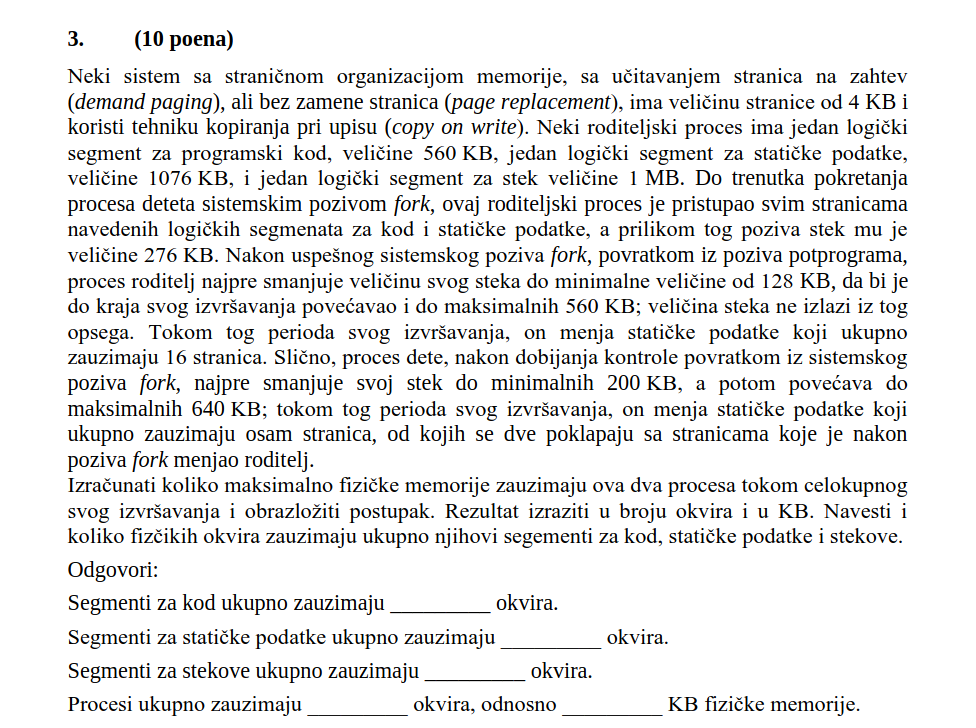 3. (10 poena)
Neki sistem sa straničnom organizacijom memorije, sa učitavanjem stranica na zahtev
(demand paging), ali bez zamene stranica (page replacement), ima veličinu stranice od 4 KB i
koristi tehniku kopiranja pri upisu (copy on write). Neki roditeljski proces ima jedan logički
segment za programski kod, veličine 560 KB, jedan logički segment za statičke podatke,
veličine 1076 KB, i jedan logički segment za stek veličine 1 MB. Do trenutka pokretanja
procesa deteta sistemskim pozivom fork, ovaj roditeljski proces je pristupao svim stranicama
navedenih logičkih segmenata za kod i statičke podatke, a prilikom tog poziva stek mu je
veličine 276 KB. Nakon uspešnog sistemskog poziva fork, povratkom iz poziva potprograma,
proces roditelj najpre smanjuje veličinu svog steka do minimalne veličine od 128 KB, da bi je
do kraja svog izvršavanja povećavao i do maksimalnih 560 KB; veličina steka ne izlazi iz tog
opsega. Tokom tog perioda svog izvršavanja, on menja statičke podatke koji ukupno
zauzimaju 16 stranica. Slično, proces dete, nakon dobijanja kontrole povratkom iz sistemskog
poziva fork, najpre smanjuje svoj stek do minimalnih 200 KB, a potom povećava do
maksimalnih 640 KB; tokom tog perioda svog izvršavanja, on menja statičke podatke koji
ukupno zauzimaju osam stranica, od kojih se dve poklapaju sa stranicama koje je nakon
poziva fork menjao roditelj.
Izračunati koliko maksimalno fizičke memorije zauzimaju ova dva procesa tokom celokupnog
svog izvršavanja i obrazložiti postupak. Rezultat izraziti u broju okvira i u KB. Navesti i
koliko fizčikih okvira zauzimaju ukupno njihovi segementi za kod, statičke podatke i stekove.
Odgovori:
Segmenti za kod ukupno zauzimaju _________ okvira.
Segmenti za statičke podatke ukupno zauzimaju _________ okvira.
Segmenti za stekove ukupno zauzimaju _________ okvira.
Procesi ukupno zauzimaju _________ okvira, odnosno _________ KB fizičke memorije.